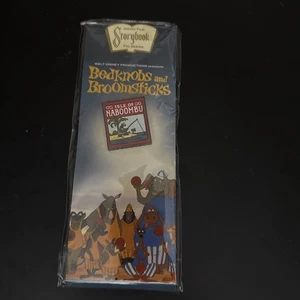 Storybook
WALT DISNEY PRODUCTIONS presents
Bedknobs and
Broomsticks
ISLE OF
NABOOMBU